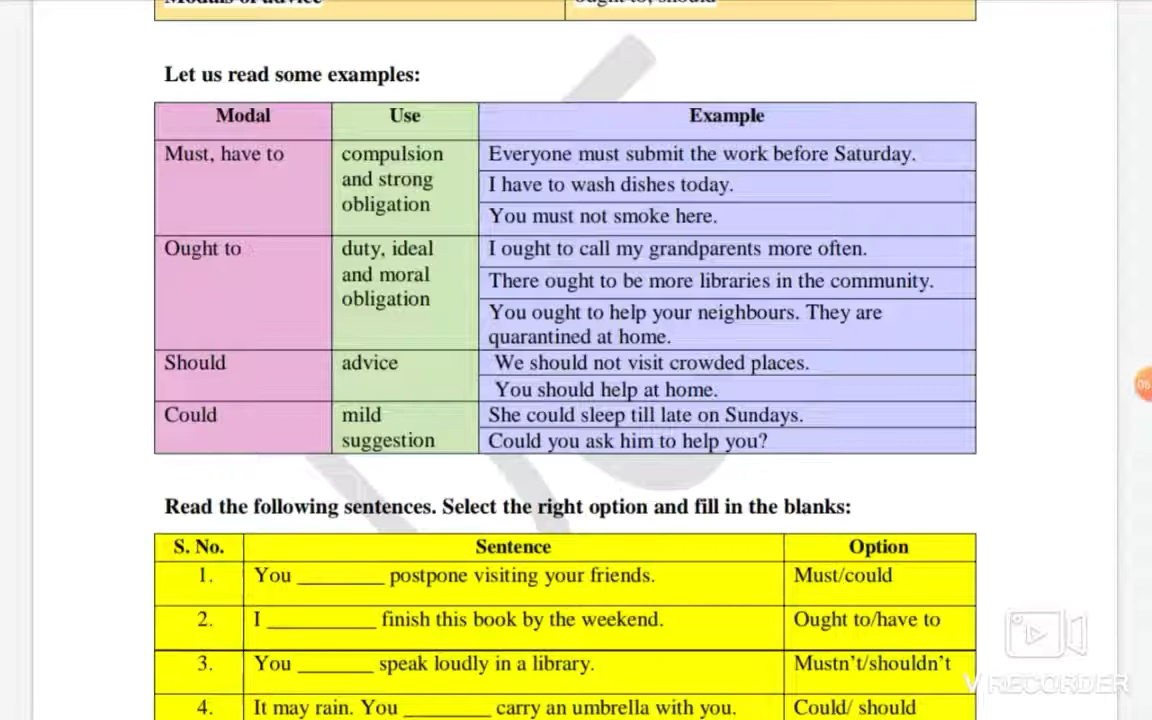 Modals of advice ought to, should
Let us read some examples:
Modal Use Example
Must, have to compulsion and strong obligation Everyone must submit the work before Saturday.
I have to wash dishes today.
You must not smoke here.
Ought to duty, ideal and moral obligation I ought to call my grandparents more often.
There ought to be more libraries in the community.
You ought to help your neighbours. They are
quarantined at home.
Should advice We should not visit crowded places.
You should help at home.
Could mild suggestion She could sleep till late on Sundays.
Could you ask him to help you?
Read the following sentences. Select the right option and fill in the blanks:
S. No. Sentence Option
1. You ________ postpone visiting your friends. Must/could
2. I __________ finish this book by the weekend. Ought to/have to
3. You _______ speak loudly in a library. Mustn't/shouldn't
4. It may rain. You ________ carry an umbrella with you. Could/ should
V RECORDER